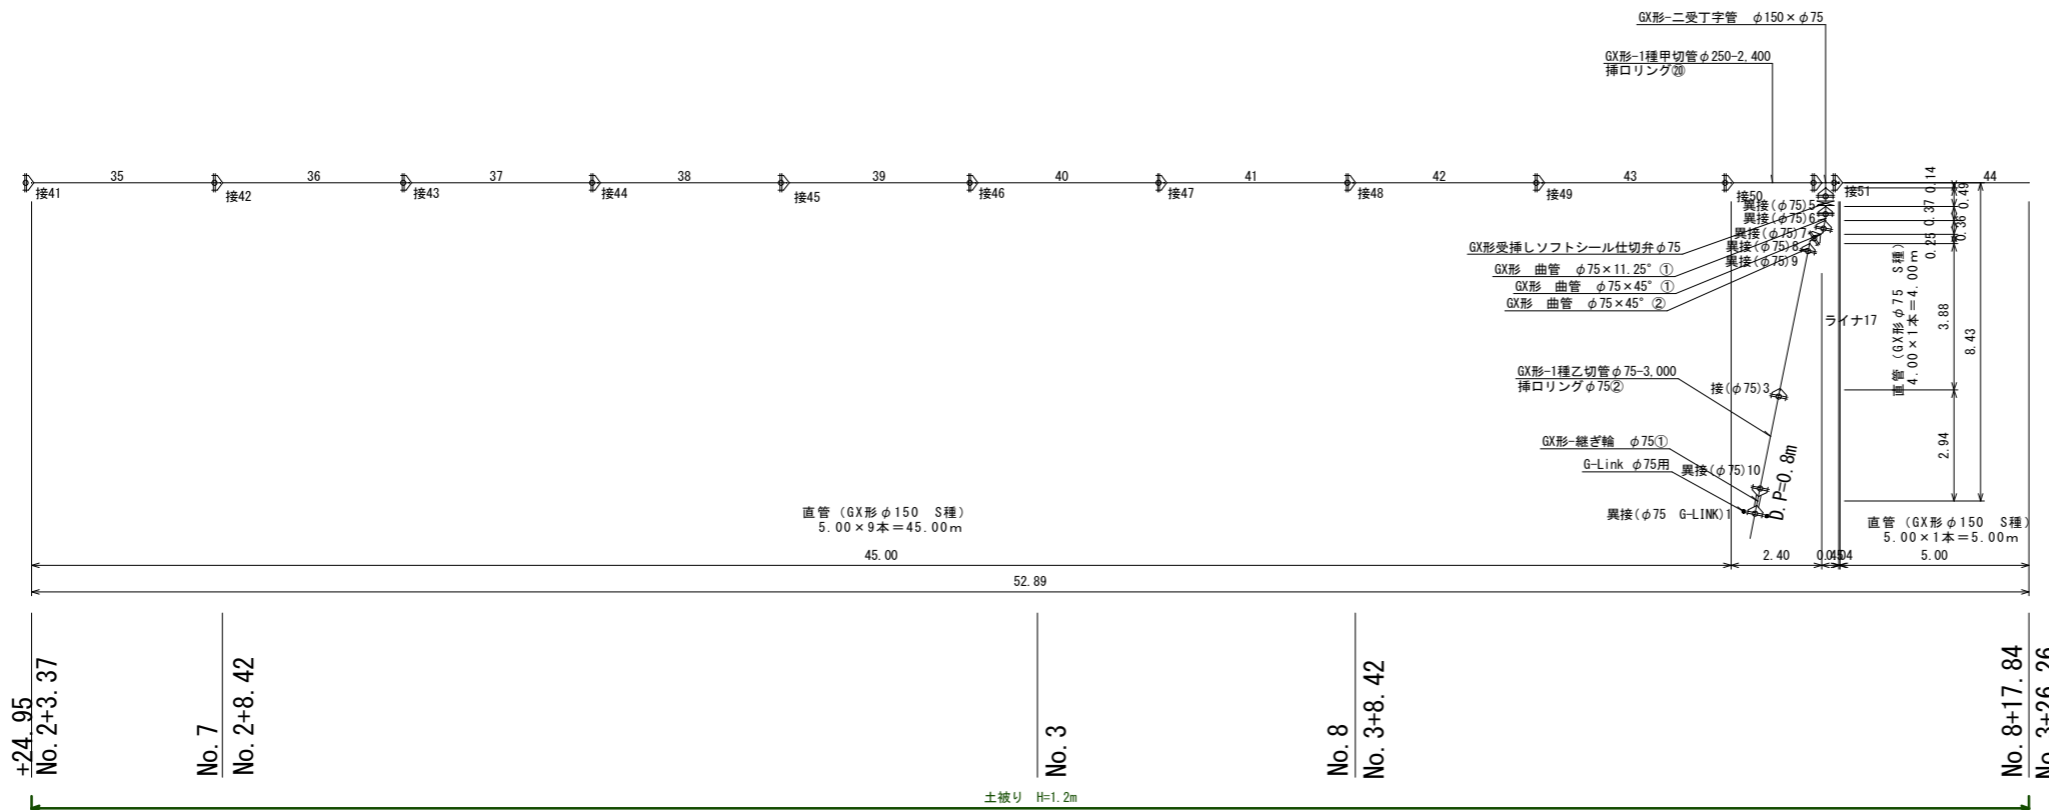 GX形-二受丁字管　φ150×φ75
GX形-1種甲切管φ250-2,400
挿口リング⑳
35
36
37
38
39
40
41
42
43
44
接41
接42
接43
接44
接45
接46
接47
接48
接49
接50
接51
異接(φ75)5
異接(φ75)6
異接(φ75)7
異接(φ75)8
異接(φ75)9
GX形受挿しソフトシール仕切弁φ75
GX形　曲管　φ75×11.25°①
GX形　曲管　φ75×45°①
GX形　曲管　φ75×45°②
0.14
0.49
0.37
0.36
0.25
ライナ17
直管（GX形φ75　S種）
4.00×1本＝4.00m
3.88
8.43
2.94
GX形-1種乙切管φ75-3,000
挿口リングφ75②
接(φ75)3
GX形-継ぎ輪　φ75①
G-Link φ75用
異接(φ75)10
異接(φ75　G-LINK)1
D.P=0.8m
直管（GX形φ150　S種）
5.00×9本＝45.00m
直管（GX形φ150　S種）
5.00×1本＝5.00m
45.00
2.40
5.00
52.89
+24.95
No.2+3.37
No.7
No.2+8.42
No.3
No.8
No.3+8.42
No.8+17.84
No.3+26.26
土被り　H=1.2m